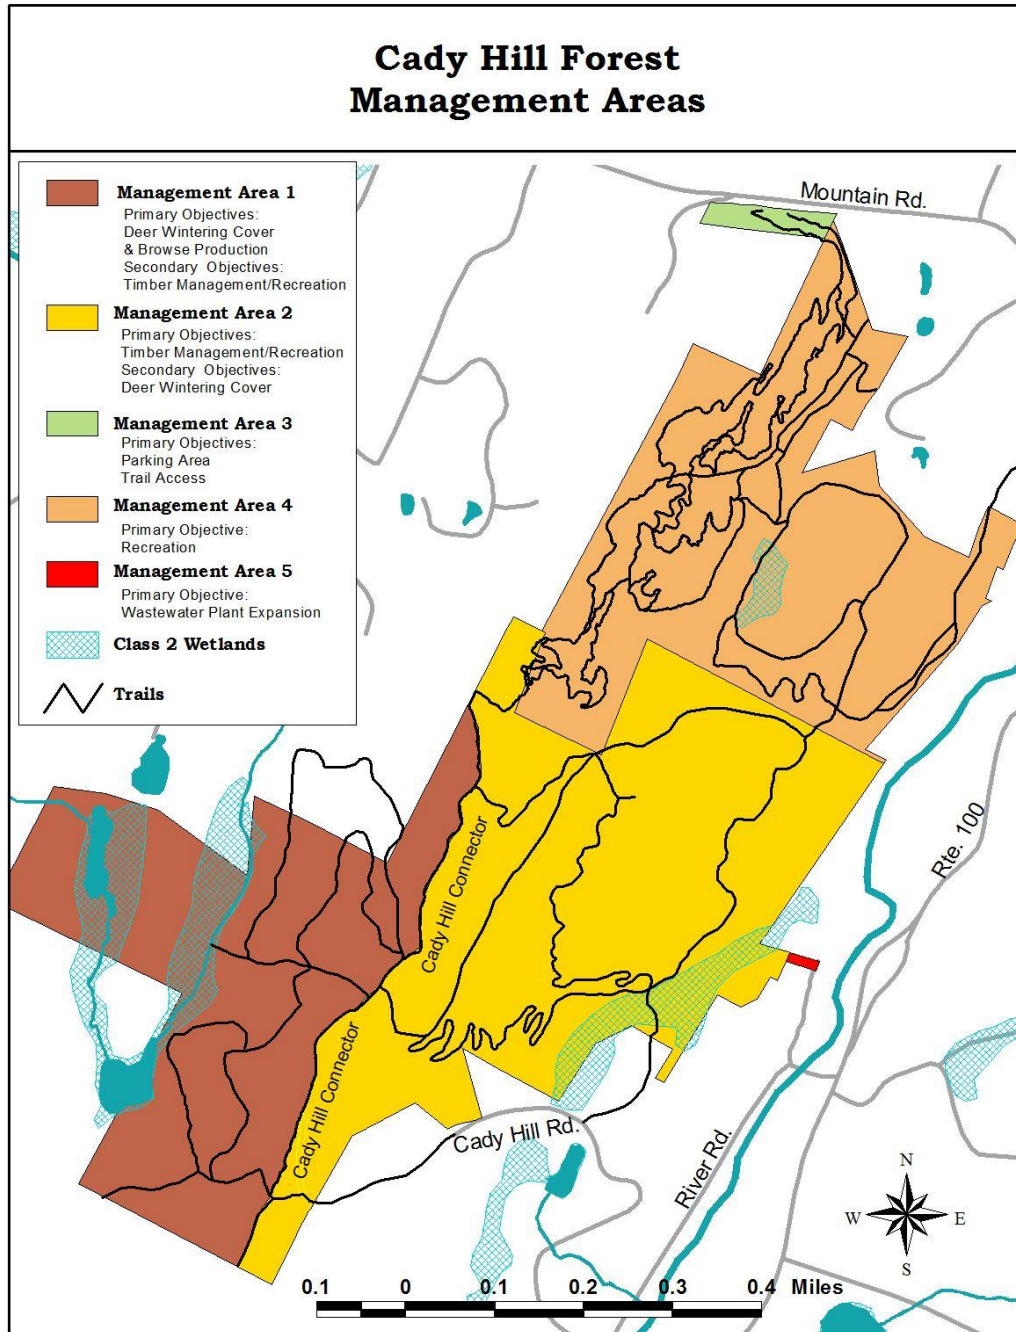 Cady Hill Forest
Management Areas
Management Area 1
Primary Objectives:
Deer Wintering Cover
& Browse Production
Secondary Objectives:
Timber Management/Recreation
Management Area 2
Primary Objectives:
Timber Management/Recreation
Secondary Objectives:
Deer Wintering Cover
Management Area 3
Primary Objectives:
Parking Area
Trail Access
Management Area 4
Primary Objective:
Recreation
Management Area 5
Primary Objective:
Wastewater Plant Expansion
Class 2 Wetlands
Trails
Mountain Rd.
Rte. 100
Cady Hill Connector
Cady Hill Connector
Cady Hill Rd.
River Rd.
N
W E
S
0.1 0 0.1 0.2 0.3 0.4 Miles